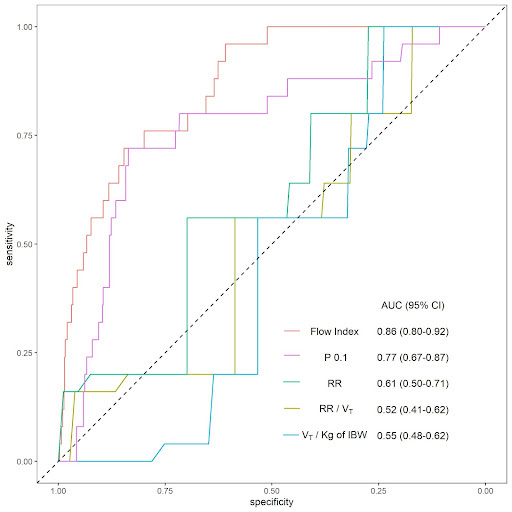 1.00
0.75
0.50
0.25
0.00
sensitivity
AUC (95% CI)
Flow Index 0.86 (0.80-0.92)
P 0.1 0.77 (0.67-0.87)
RR 0.61 (0.50-0.71)
RR / VT 0.52 (0.41-0.62)
VT / Kg of IBW 0.55 (0.48-0.62)
1.00 0.75 0.50 0.25 0.00
specificity